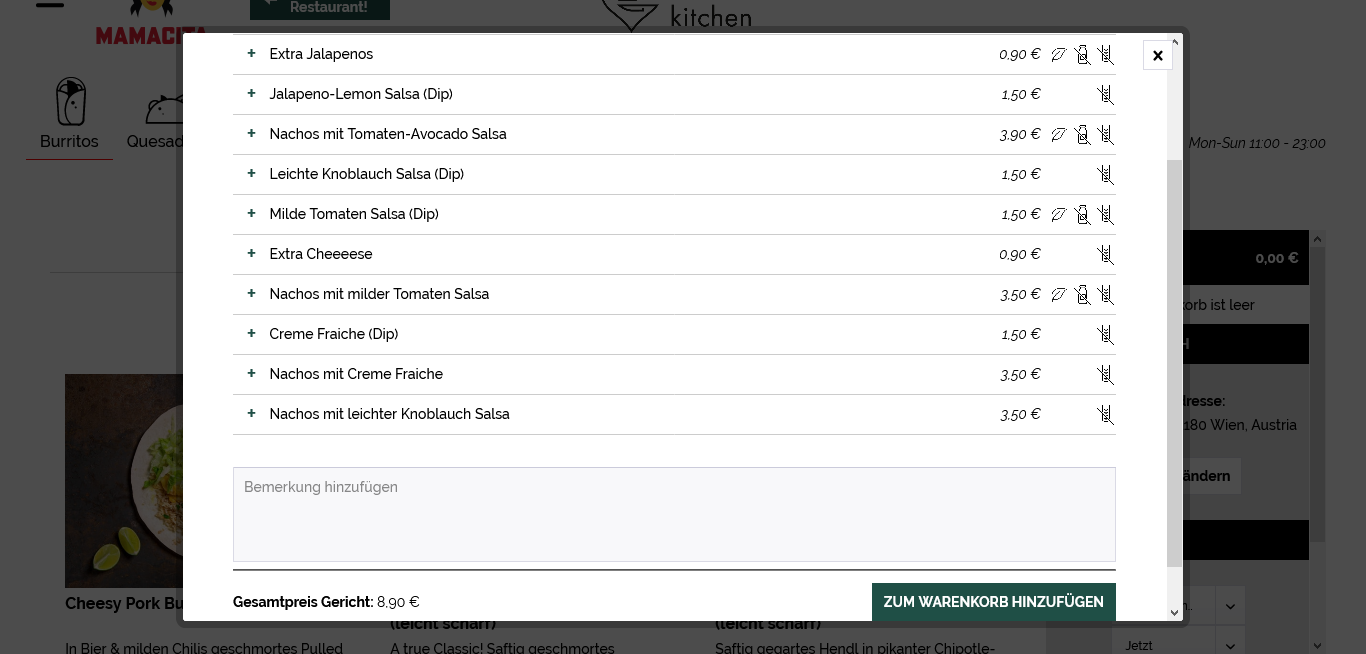 Restaurant!
MAMACITA
kitchen
Burritos
Quesad
Mon-Sun 11:00 - 23:00
+ Extra Jalapenos 0,90 €
+ Jalapeno-Lemon Salsa (Dip) 1,50 €
+ Nachos mit Tomaten-Avocado Salsa 3,90 €
+ Leichte Knoblauch Salsa (Dip) 1,50 €
+ Milde Tomaten Salsa (Dip) 1,50 €
+ Extra Cheeeese 0,90 €
+ Nachos mit milder Tomaten Salsa 3,50 €
+ Creme Fraiche (Dip) 1,50 €
+ Nachos mit Creme Fraiche 3,50 €
+ Nachos mit leichter Knoblauch Salsa 3,50 €
Bemerkung hinzufügen
Gesamtpreis Gericht: 8,90 €
ZUM WARENKORB HINZUFÜGEN
x
0,00 €
korb ist leer
H
dresse:
180 Wien, Austria
ändern
n..
Jetzt
Cheesy Pork Bu
(leicht scharf)
(leicht scharf)
In Bier & milden Chilis geschmortes Pulled
A true Classic! Saftig geschmortes
Saftig gegartes Hendl in pikanter Chipotle-